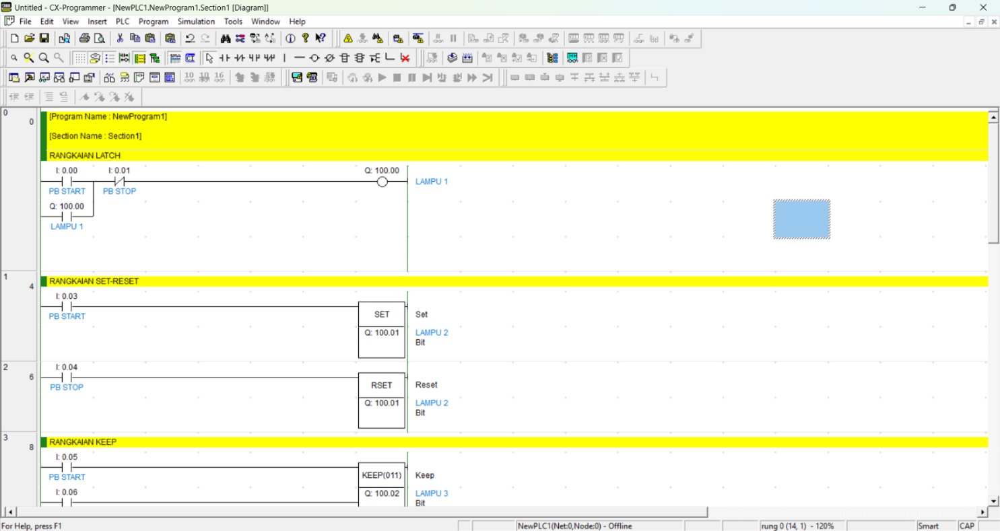 Untitled - CX-Programmer - [NewPLC1.NewProgram1.Section1 [Diagram]]
File Edit View Insert PLC Program Simulation Tools Window Help
10 10 16
0
0
[Program Name : NewProgram1]
[Section Name : Section1]
RANGKAIAN LATCH
I: 0.00 I: 0.01 Q: 100.00
LAMPU 1
PB START PB STOP
Q: 100.00
LAMPU 1
1
4
RANGKAIAN SET-RESET
I: 0.03
PB START
SET Set
Q: 100.01 LAMPU 2
Bit
2
6
I: 0.04
PB STOP
RSET Reset
Q: 100.01 LAMPU 2
Bit
3
8
RANGKAIAN KEEP
I: 0.05
PB START
KEEP(011) Keep
I: 0.06
Q: 100.02 LAMPU 3
Bit
For Help, press F1 NewPLC1(Net:0,Node:0) - Offline rung 0 (14, 1) - 120% Smart CAP